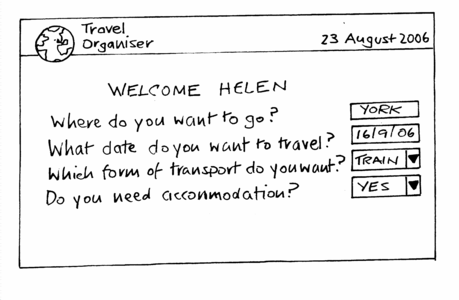 Travel
Organiser
23 August 2006
WELCOME HELEN
Where do you want to go? YORK
What date do you want to travel? 16/9/06
Which form of transport do you want? TRAIN
Do you need accommodation? YES